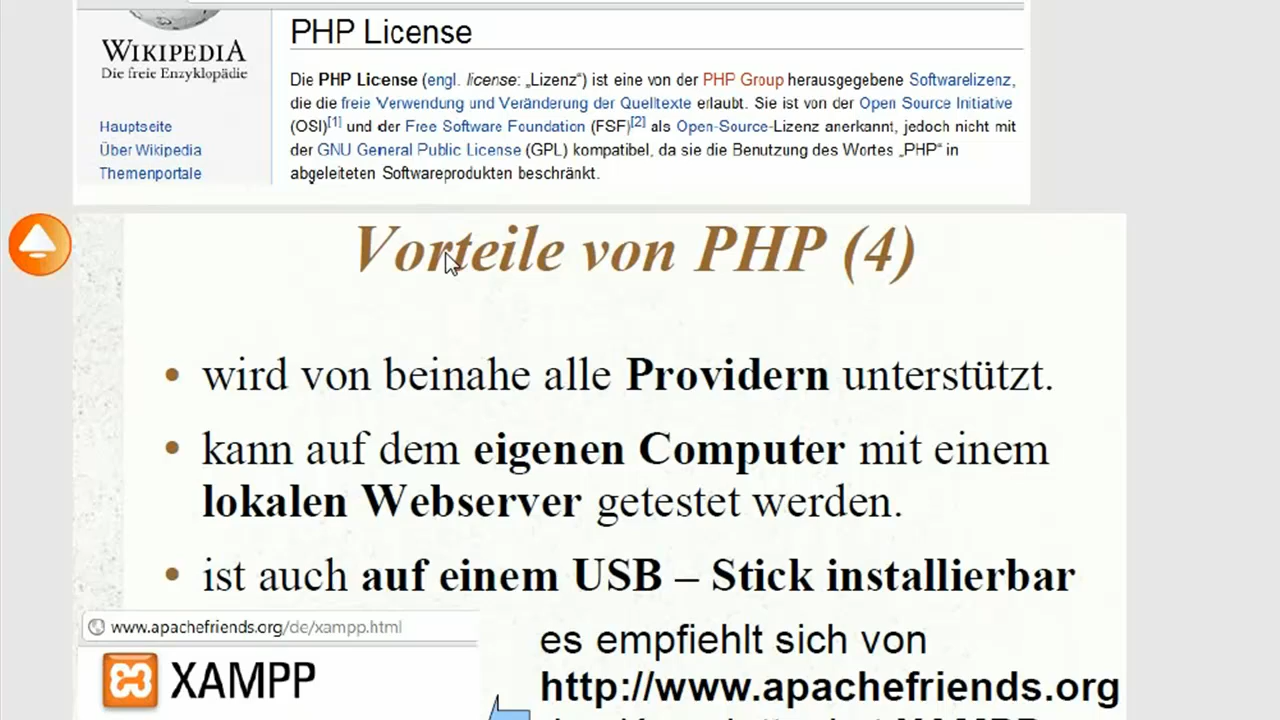 WIKIPEDIA
Die freie Enzyklopädie
Hauptseite
Über Wikipedia
Themenportale
PHP License
Die PHP License (engl. license: „Lizenz“) ist eine von der PHP Group herausgegebene Softwarelizenz,
die die freie Verwendung und Veränderung der Quelltexte erlaubt. Sie ist von der Open Source Initiative
(OSI)[1] und der Free Software Foundation (FSF)[2] als Open-Source-Lizenz anerkannt, jedoch nicht mit
der GNU General Public License (GPL) kompatibel, da sie die Benutzung des Wortes „PHP“ in
abgeleiteten Softwareprodukten beschränkt.
Vorteile von PHP (4)
• wird von beinahe alle Providern unterstützt.
• kann auf dem eigenen Computer mit einem
lokalen Webserver getestet werden.
• ist auch auf einem USB – Stick installierbar
www.apachefriends.org/de/xampp.html
XAMPP
es empfiehlt sich von
http://www.apachefriends.org